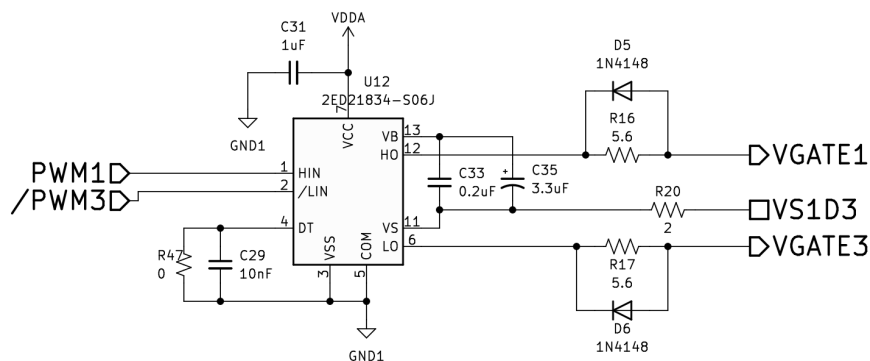 VDDA
C31
1uF
U12
2ED21834-S06J
GND1
7
VCC
VB
13
HO
12
D5
1N4148
R16
5.6
VGATE1
PWM1
1
HIN
/PWM3
2
/LIN
C33
0.2uF
+
C35
3.3uF
R20
2
VS1D3
4
DT
VS
11
LO
6
VGATE3
R47
0
C29
10nF
VSS
3
COM
5
GND1
R17
5.6
D6
1N4148